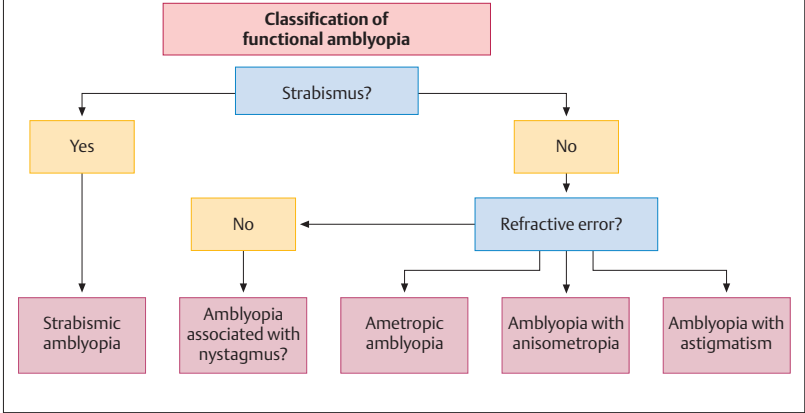 Classification of
functional amblyopia
Strabismus?
Yes
No
No
Refractive error?
Strabismic
amblyopia
Amblyopia
associated with
nystagmus?
Ametropic
amblyopia
Amblyopia with
anisometropia
Amblyopia with
astigmatism